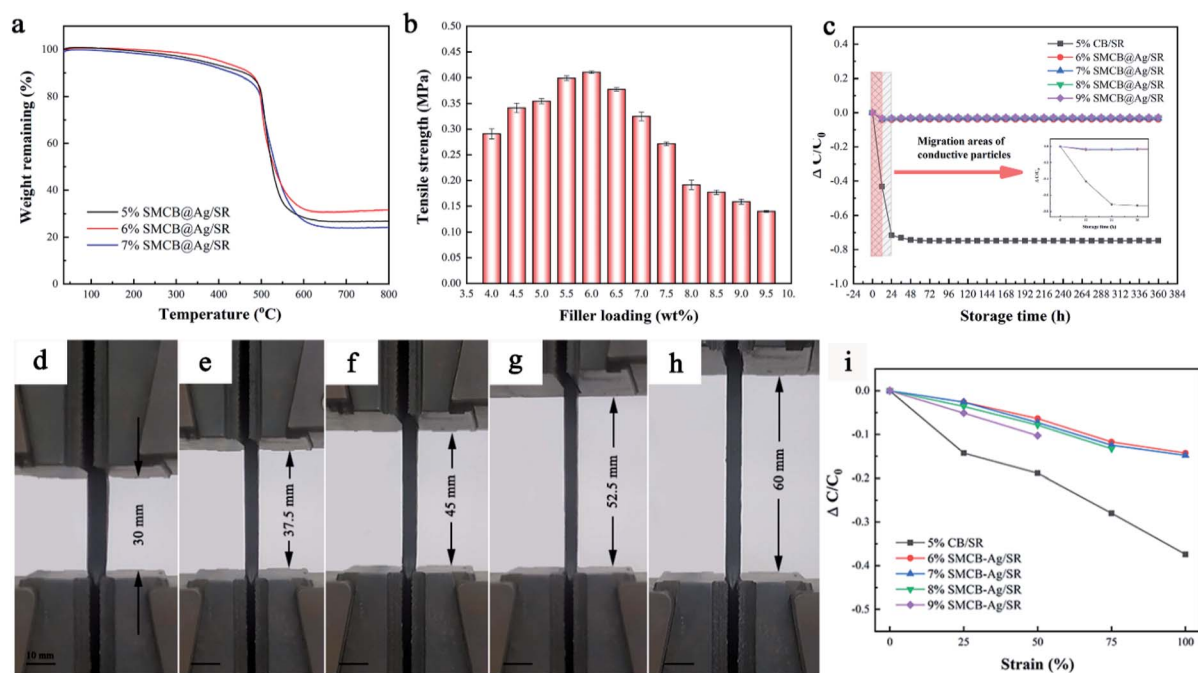 a
Weight remaining (%)
100
80
60
40
20
0
5% SMCB@Ag/SR
6% SMCB@Ag/SR
7% SMCB@Ag/SR
100 200 300 400 500 600 700 800
Temperature (°C)
b
Tensile strength (MPa)
0.50
0.45
0.40
0.35
0.30
0.25
0.20
0.15
0.10
0.05
0.00
3.5 4.0 4.5 5.0 5.5 6.0 6.5 7.0 7.5 8.0 8.5 9.0 9.5 10.
Filler loading (wt%)
c
Δ C/C0
0.4
0.2
0.0
-0.2
-0.4
-0.6
-0.8
-1.0
5% CB/SR
6% SMCB@Ag/SR
7% SMCB@Ag/SR
8% SMCB@Ag/SR
9% SMCB@Ag/SR
Migration areas of
conductive particles
Δ C/C0
Storage time (h)
-24 0 24 48 72 96 120 144 168 192 216 240 264 288 312 336 360 384
Storage time (h)
d
30 mm
10 mm
e
37.5 mm
f
45 mm
g
52.5 mm
h
60 mm
i
Δ C/C0
0.0
-0.1
-0.2
-0.3
-0.4
-0.5
5% CB/SR
6% SMCB-Ag/SR
7% SMCB-Ag/SR
8% SMCB-Ag/SR
9% SMCB-Ag/SR
0 25 50 75 100
Strain (%)